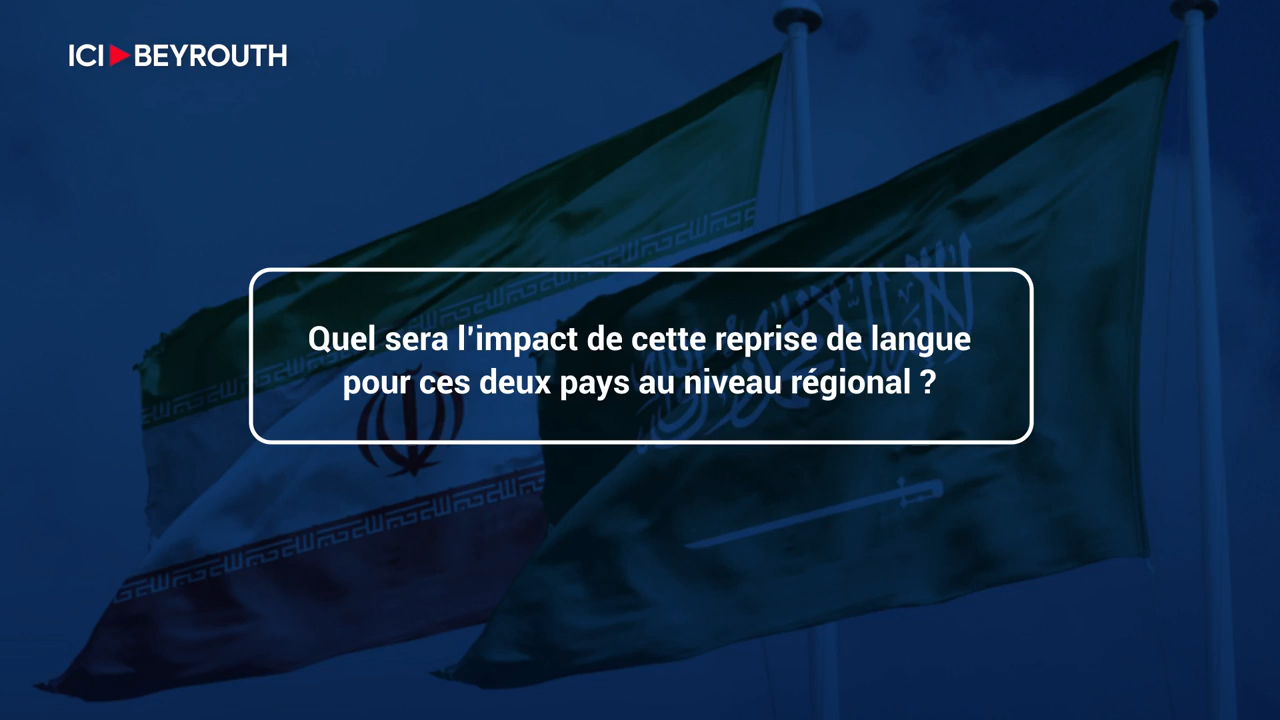 ICI BEYROUTH
Quel sera l'impact de cette reprise de langue
pour ces deux pays au niveau régional ?